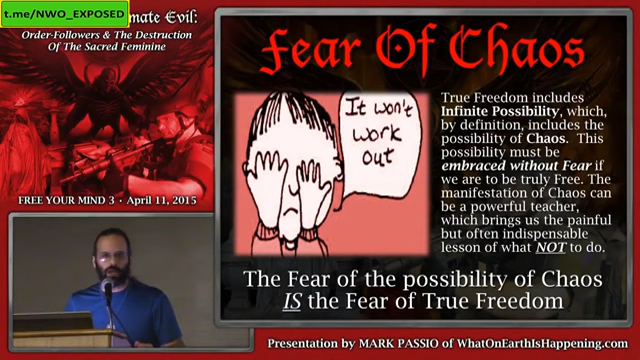 t.me/NWO_EXPOSED
mate Evil:
Order-Followers & The Destruction
Of The Sacred Feminine
FREE YOUR MIND 3 · April 11, 2015
Fear Of Chaos
It won't
work
out
True Freedom includes
Infinite Possibility, which,
by definition, includes the
possibility of Chaos. This
possibility must be
embraced without Fear if
we are to be truly Free. The
manifestation of Chaos can
be a powerful teacher,
which brings us the painful
but often indispensable
lesson of what NOT to do.
The Fear of the possibility of Chaos
IS the Fear of True Freedom
Presentation by MARK PASSIO of WhatOnEarthIsHappening.com